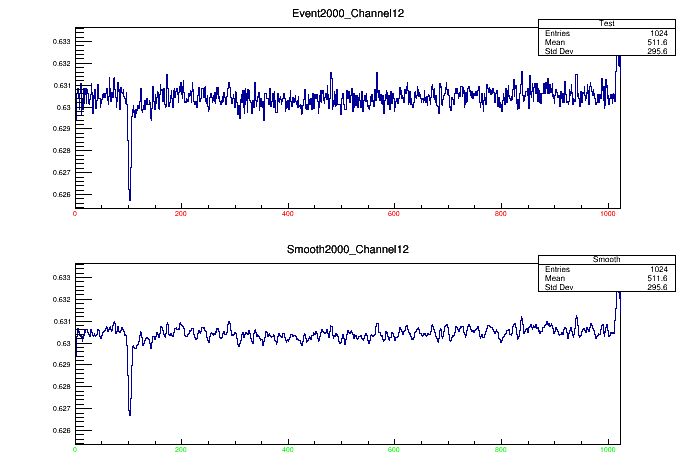 Event2000_Channel12
Test
Entries 1024
Mean 511.6
Std Dev 295.6
0.633
0.632
0.631
0.63
0.629
0.628
0.627
0.626
0 200 400 600 800 1000
Smooth2000_Channel12
Smooth
Entries 1024
Mean 511.6
Std Dev 295.6
0.633
0.632
0.631
0.63
0.629
0.628
0.627
0.626
0 200 400 600 800 1000